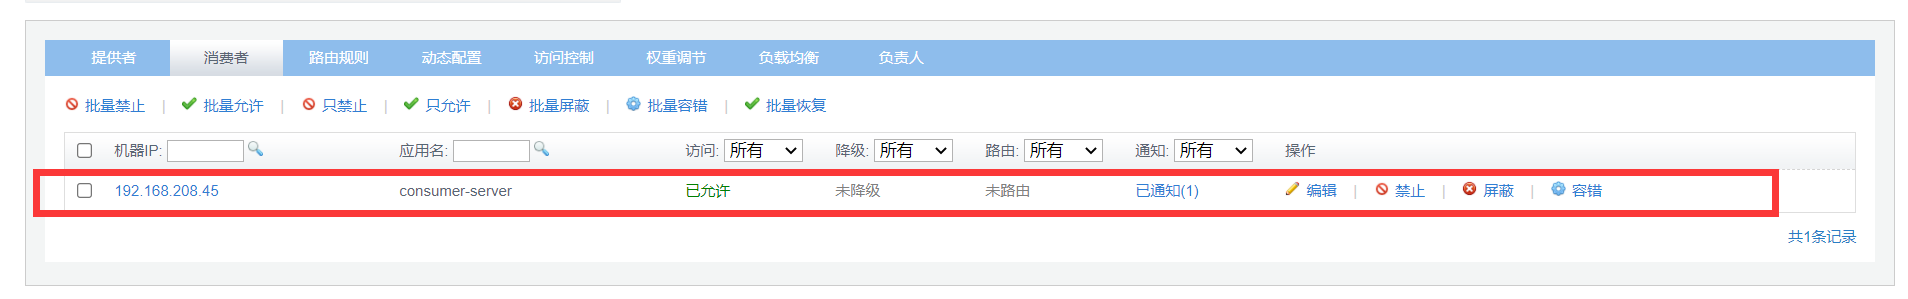 提供者 消费者 路由规则 动态配置 访问控制 权重调节 负载均衡 负责人
批量禁止 | 批量允许 | 只禁止 | 只允许 | 批量屏蔽 | 批量容错 | 批量恢复
机器IP: 应用名: 访问: 所有 降级: 所有 路由: 所有 通知: 所有 操作
192.168.208.45 consumer-server 已允许 未降级 未路由 已通知(1) 编辑 | 禁止 | 屏蔽 | 容错
共1条记录